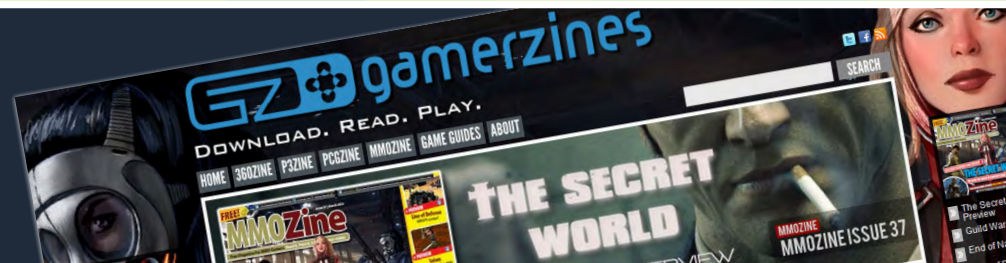 GZ gamerzines
DOWNLOAD. READ. PLAY.
SEARCH
HOME 360ZINE P3ZINE PCGZINE MMOZINE GAME GUIDES ABOUT
FREE!
MMOZine
THE SECRET
WORLD
MMOZINE
MMOZINE ISSUE 37
MMOZine
The Secret
Preview
Guild War
End of Na